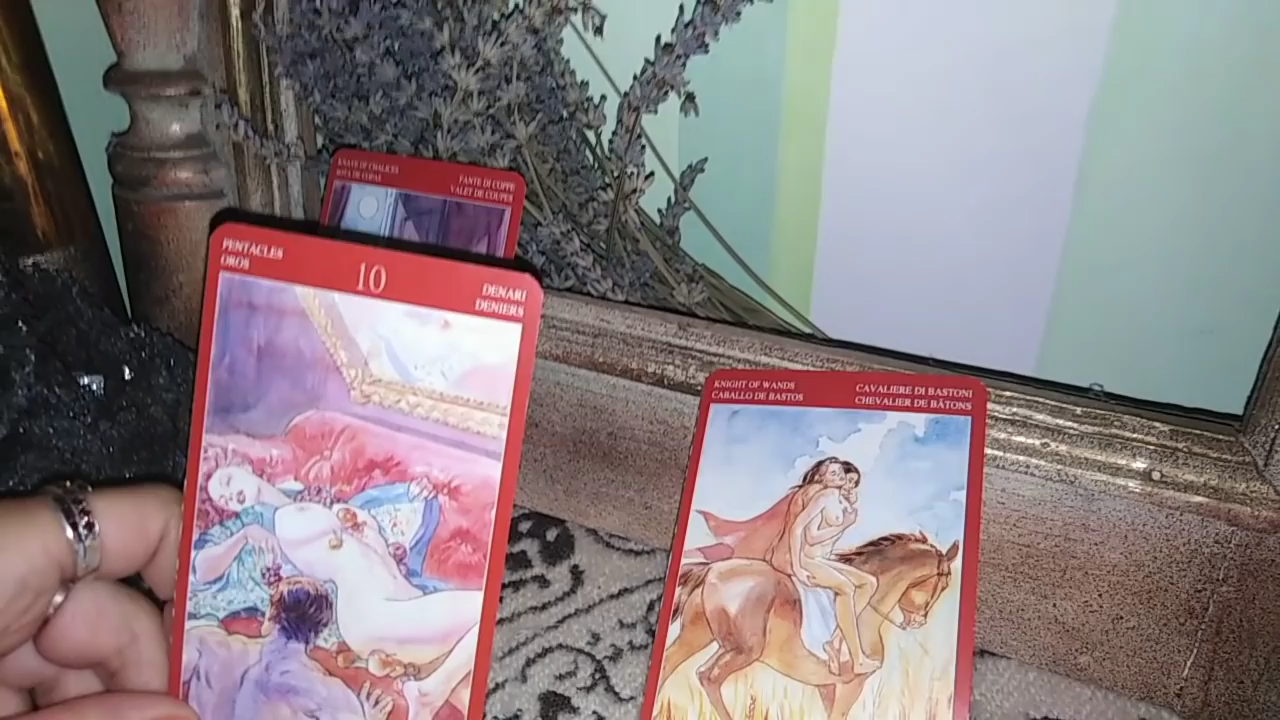 KNAVE OF CHALICES
SOTA DE COPAS
FANTE DI COPPE
VALET DE COUPES
PENTACLES
OROS
10
DENARI
DENIERS
KNIGHT OF WANDS
CABALLO DE BASTOS
CAVALIERE DI BASTONI
CHEVALIER DE BÂTONS